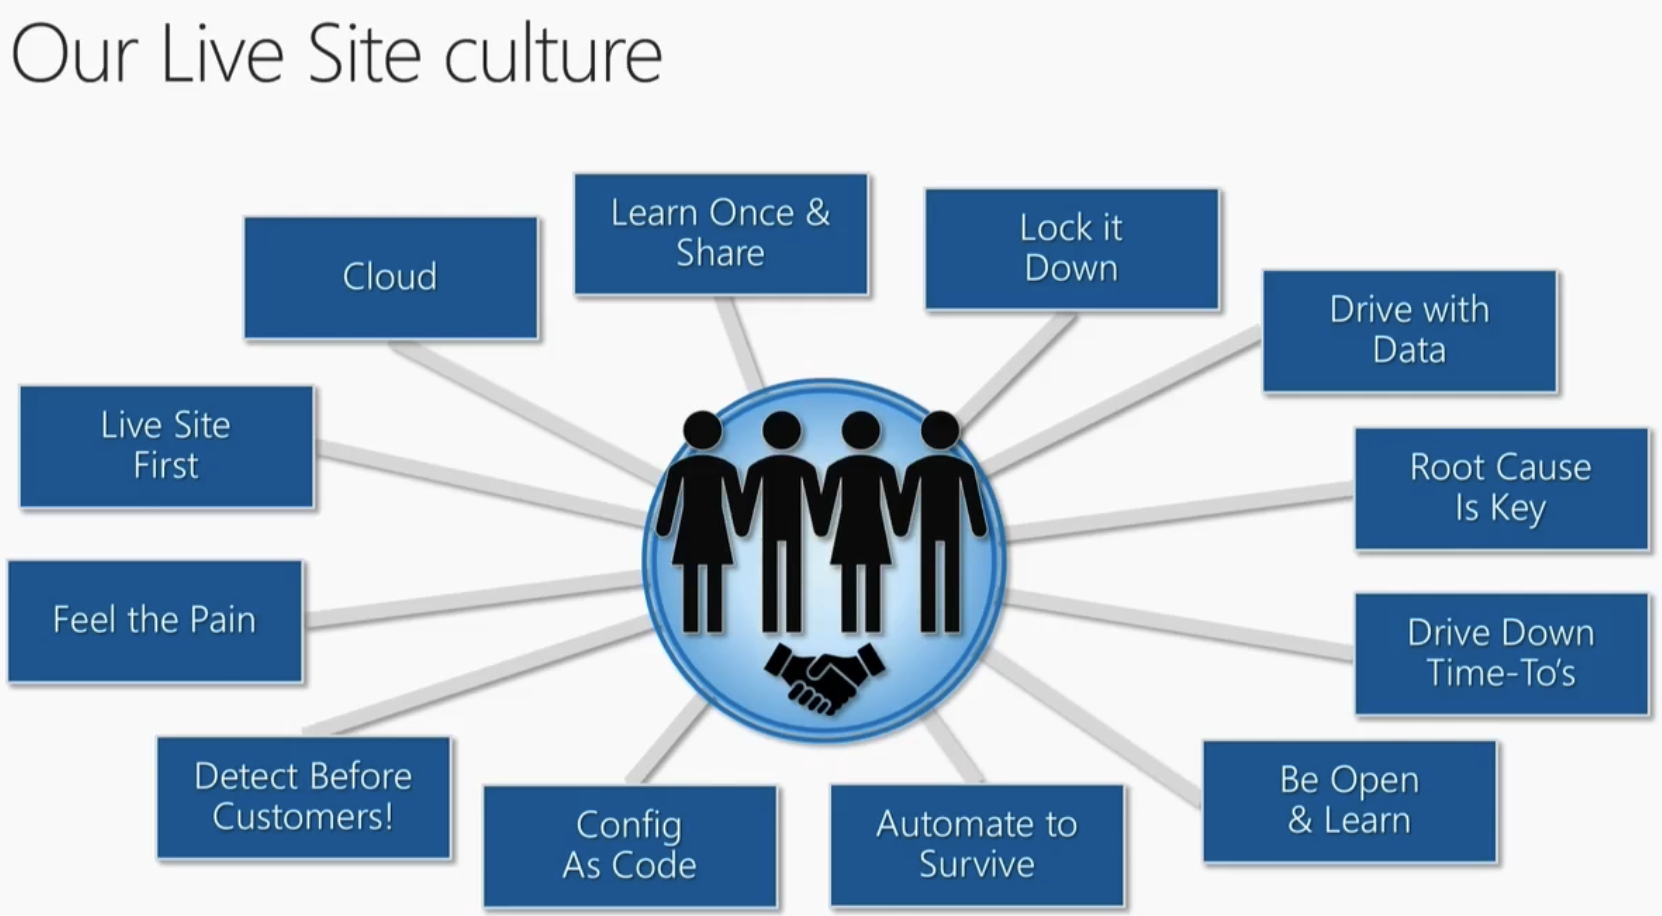 Our Live Site culture
Cloud
Learn Once &
Share
Lock it
Down
Drive with
Data
Live Site
First
Root Cause
Is Key
Feel the Pain
Drive Down
Time-To's
Detect Before
Customers!
Config
As Code
Automate to
Survive
Be Open
& Learn